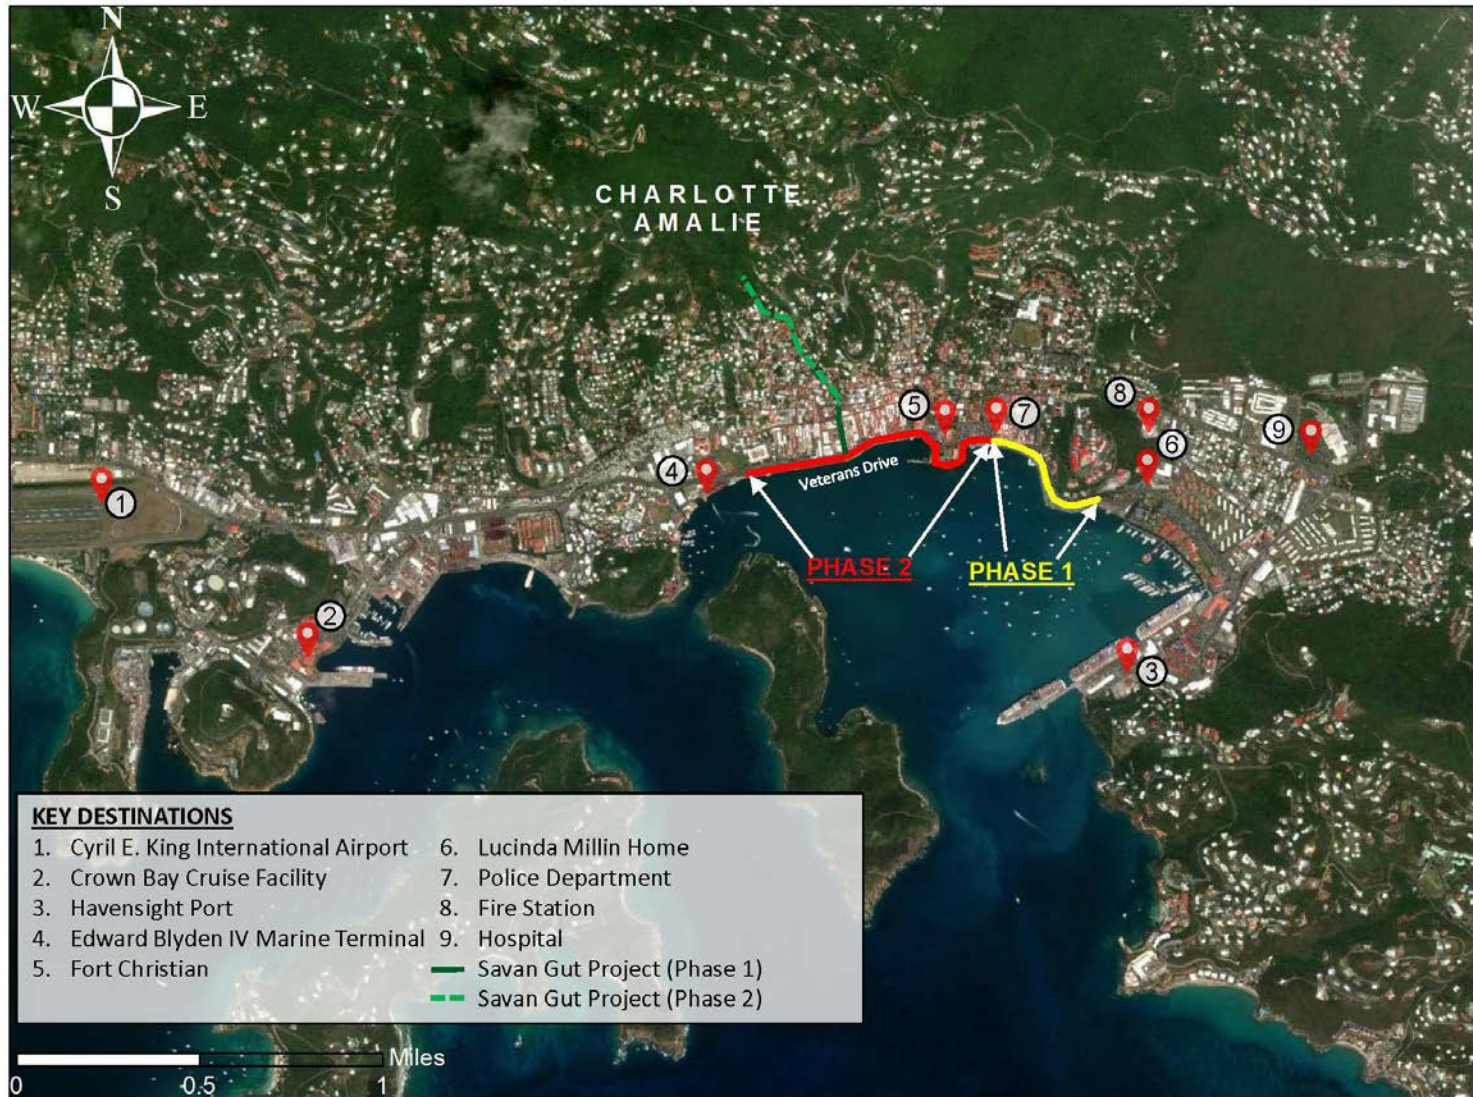 N
W
E
S
CHARLOTTE
AMALIE
1
2
3
4
5
6
7
8
9
Veterans Drive
PHASE 2
PHASE 1
KEY DESTINATIONS
1. Cyril E. King International Airport
2. Crown Bay Cruise Facility
3. Havensight Port
4. Edward Blyden IV Marine Terminal
5. Fort Christian
6. Lucinda Millin Home
7. Police Department
8. Fire Station
9. Hospital
Savan Gut Project (Phase 1)
Savan Gut Project (Phase 2)
Miles
0 0.5 1